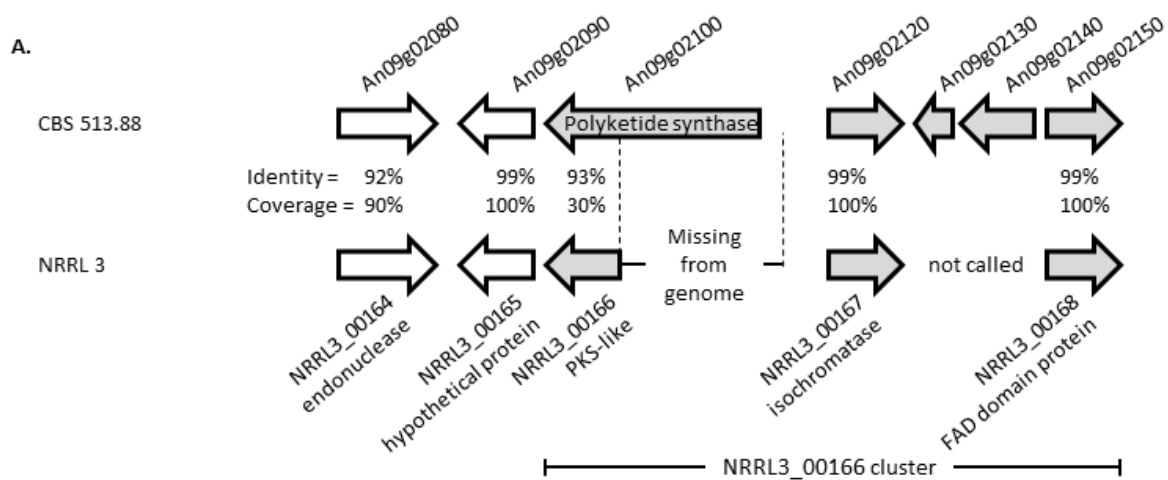 A.
An09g02080
An09g02090
An09g02100
An09g02120
An09g02130
An09g02140
An09g02150
CBS 513.88
Polyketide synthase
Identity = 92% 99% 93% 99% 99%
Coverage = 90% 100% 30% 100% 100%
NRRL 3
Missing
from
genome
not called
NRRL3_00164
endonuclease
NRRL3_00165
hypothetical protein
NRRL3_00166
PKS-like
NRRL3_00167
isochromatase
NRRL3_00168
FAD domain protein
NRRL3_00166 cluster